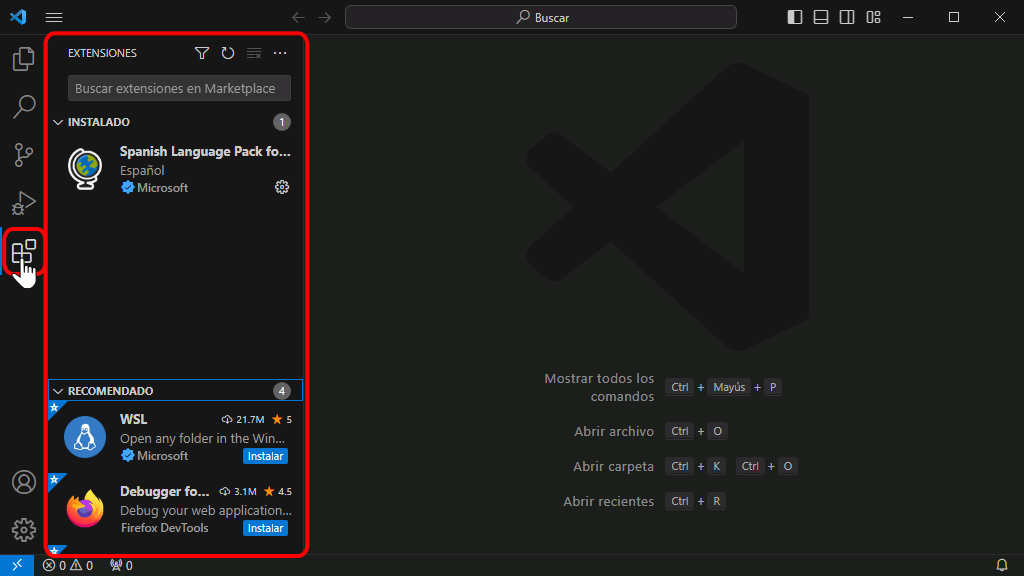 Buscar
EXTENSIONES
Buscar extensiones en Marketplace
INSTALADO
1
Spanish Language Pack fo...
Español
Microsoft
RECOMENDADO
4
WSL 21.7M 5
Open any folder in the Win...
Microsoft Instalar
Debugger fo... 3.1M 4.5
Debug your web application...
Firefox DevTools Instalar
Mostrar todos los
comandos
Ctrl + Mayús + P
Abrir archivo Ctrl + O
Abrir carpeta Ctrl + K Ctrl + O
Abrir recientes Ctrl + R
0 0 0